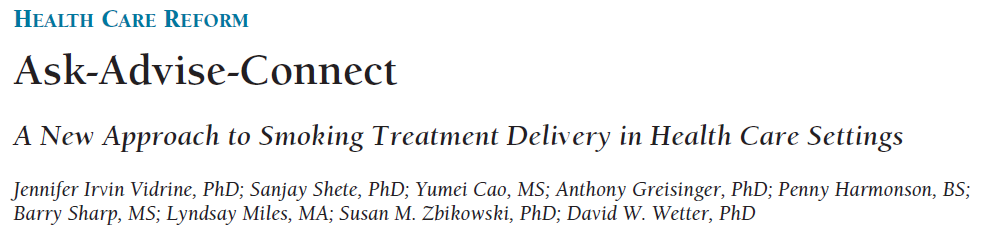 HEALTH CARE REFORM
Ask-Advise-Connect
A New Approach to Smoking Treatment Delivery in Health Care Settings
Jennifer Irvin Vidrine, PhD; Sanjay Shete, PhD; Yumei Cao, MS; Anthony Greisinger, PhD; Penny Harmonson, BS;
Barry Sharp, MS; Lyndsay Miles, MA; Susan M. Zbikowski, PhD; David W. Wetter, PhD